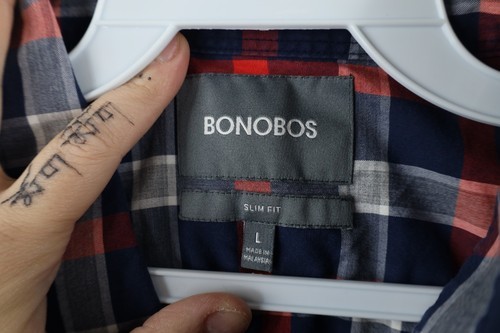 BONOBOS
SLIM FIT
L
MADE IN
MALAYSIA